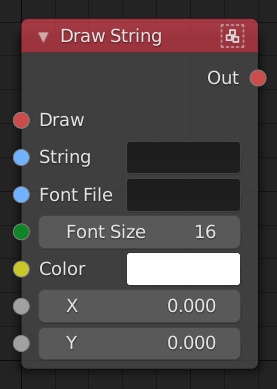 Draw String
Out
Draw
String
Font File
Font Size 16
Color
X 0.000
Y 0.000